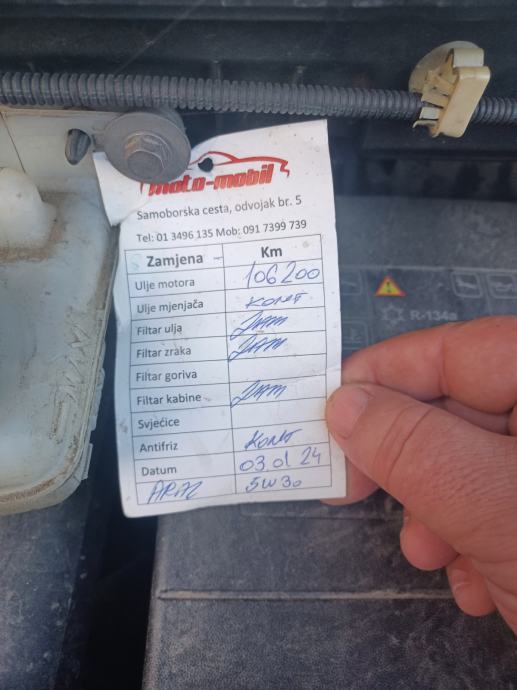 moto-mobil
Samoborska cesta, odvojak br. 5
Tel: 01 3496 135 Mob: 091 7399 739
Zamjena Km
Ulje motora 106200
Ulje mjenjača KONT
Filtar ulja
Filtar zraka
Filtar goriva
Filtar kabine
Svjećice
Antifriz Kont
Datum 03 01 24
5W30
R-134a